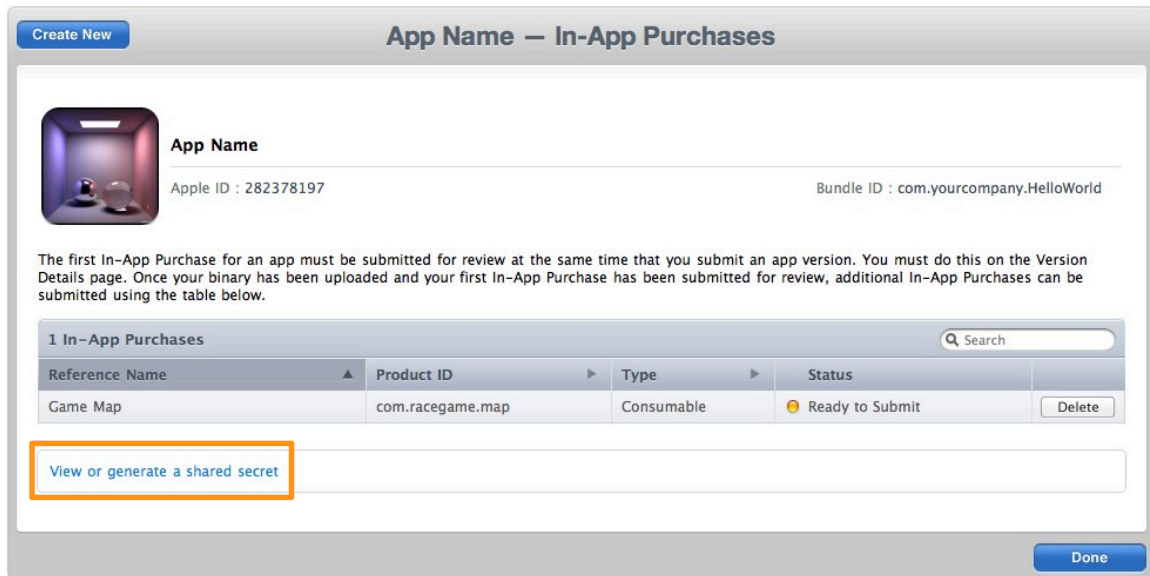 Create New
App Name — In-App Purchases
App Name
Apple ID : 282378197
Bundle ID : com.yourcompany.HelloWorld
The first In-App Purchase for an app must be submitted for review at the same time that you submit an app version. You must do this on the Version
Details page. Once your binary has been uploaded and your first In-App Purchase has been submitted for review, additional In-App Purchases can be
submitted using the table below.
1 In-App Purchases
Search
Reference Name Product ID Type Status
Game Map com.racegame.map Consumable Ready to Submit Delete
View or generate a shared secret
Done